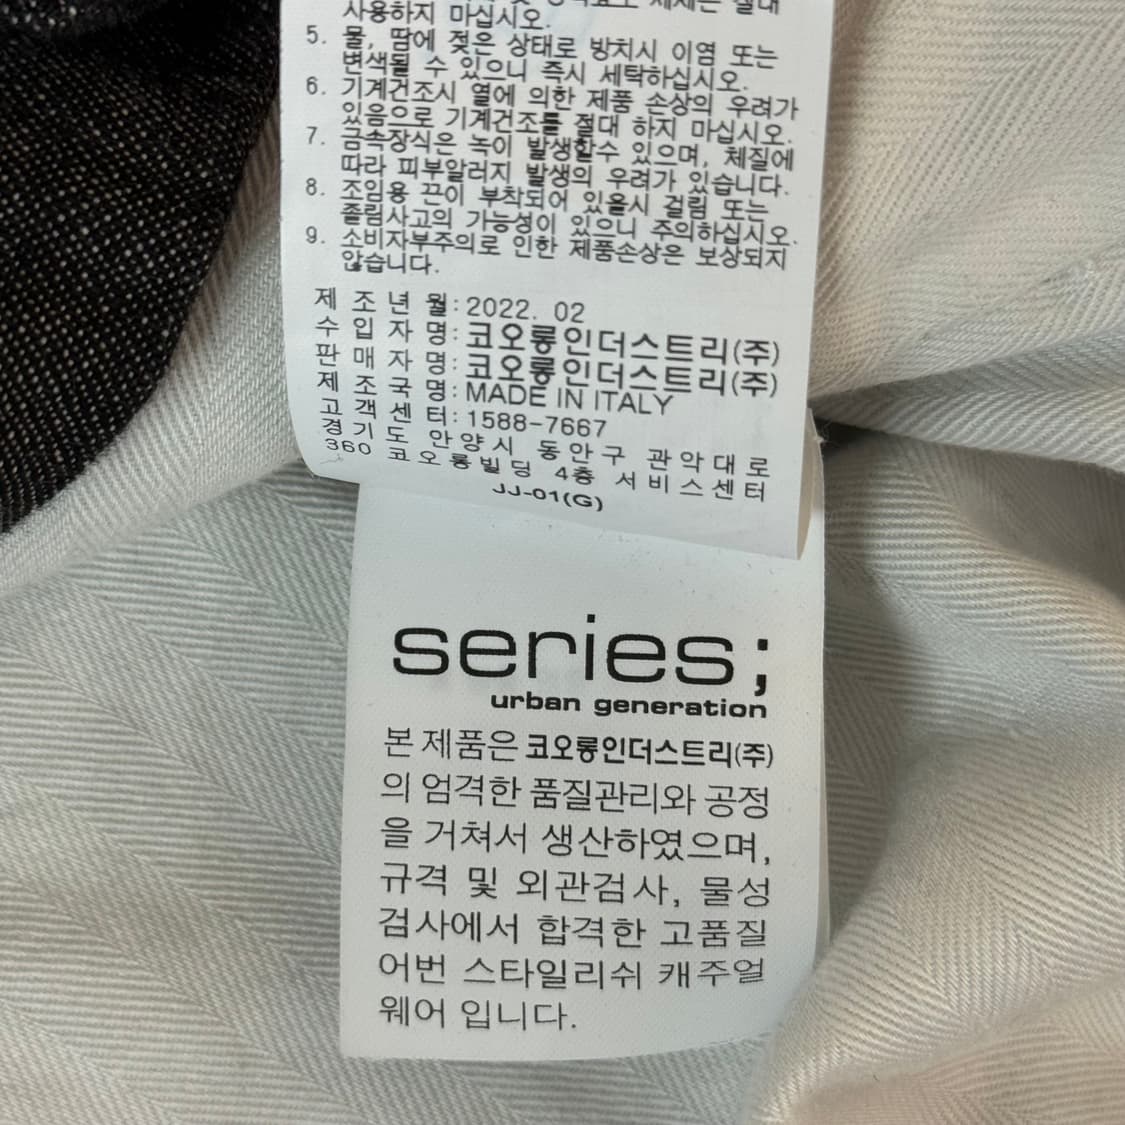 사용하지 마십시오.
5. 물, 땀에 젖은 상태로 방치시 이염 또는
변색될 수 있으니 즉시 세탁하십시오.
6. 기계건조시 열에 의한 제품 손상의 우려가
있음으로 기계건조를 절대 하지 마십시오.
7. 금속장식은 녹이 발생할수 있으며, 체질에
따라 피부알러지 발생의 우려가 있습니다.
8. 조임용 끈이 부착되어 있을시 걸림 또는
졸림사고의 가능성이 있으니 주의하십시오.
9. 소비자부주의로 인한 제품손상은 보상되지
않습니다.
제 조 년 월: 2022. 02
수 입 자 명: 코오롱인더스트리(주)
판 매 자 명: 코오롱인더스트리(주)
제 조 국 명: MADE IN ITALY
고 객 센 터: 1588-7667
경기도 안양시 동안구 관악대로
360 코오롱빌딩 4층 서비스센터
JJ-01(G)
series;
urban generation
본 제품은 코오롱인더스트리(주)
의 엄격한 품질관리와 공정
을 거쳐서 생산하였으며,
규격 및 외관검사, 물성
검사에서 합격한 고품질
어번 스타일리쉬 캐주얼
웨어 입니다.